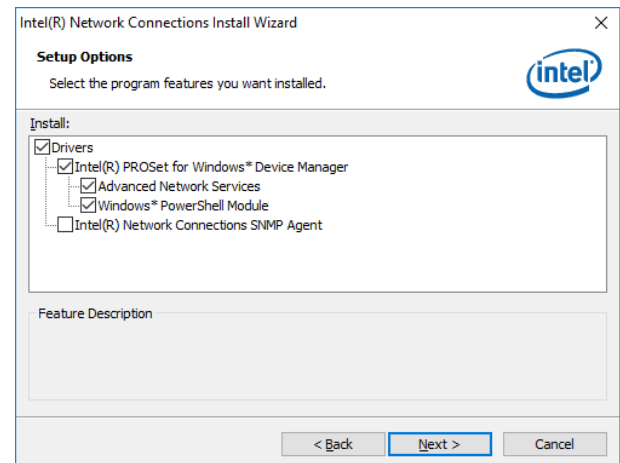 Intel(R) Network Connections Install Wizard
Setup Options
Select the program features you want installed.
intel
Install:
Drivers
Intel(R) PROSet for Windows* Device Manager
Advanced Network Services
Windows* PowerShell Module
Intel(R) Network Connections SNMP Agent
Feature Description
< Back Next > Cancel